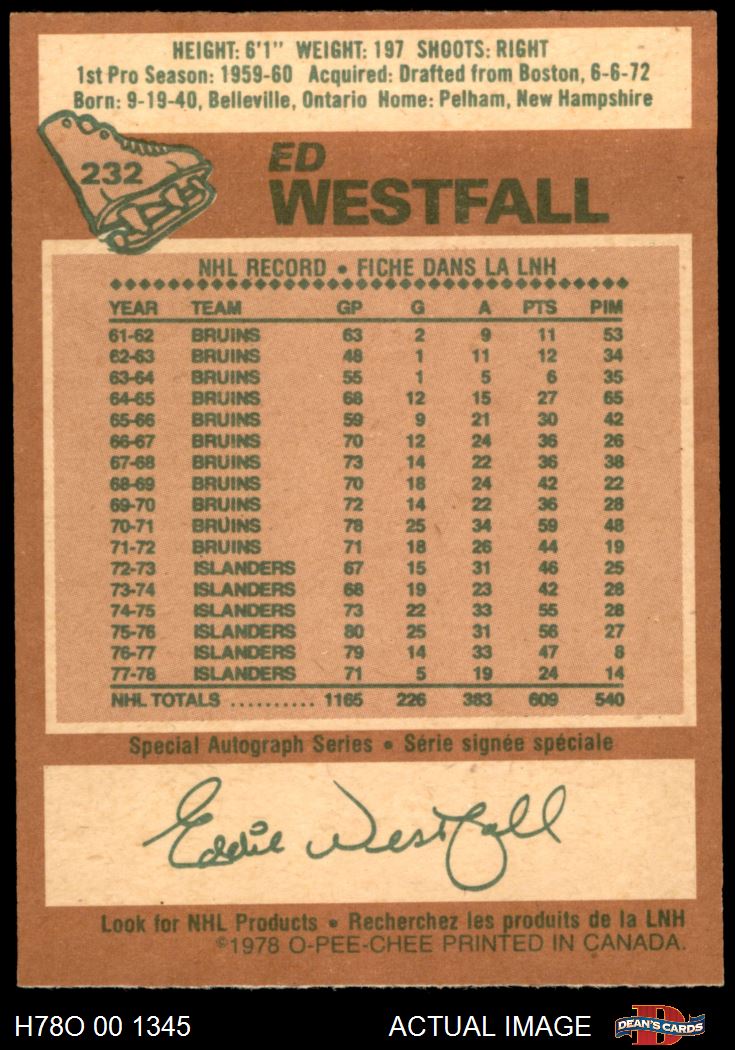 HEIGHT: 6'1" WEIGHT: 197 SHOOTS: RIGHT
1st Pro Season: 1959-60 Acquired: Drafted from Boston, 6-6-72
Born: 9-19-40, Belleville, Ontario Home: Pelham, New Hampshire
232
ED
WESTFALL
NHL RECORD • FICHE DANS LA LNH
YEAR TEAM GP G A PTS PIM
61-62 BRUINS 63 2 9 11 53
62-63 BRUINS 48 1 11 12 34
63-64 BRUINS 55 1 5 6 35
64-65 BRUINS 68 12 15 27 65
65-66 BRUINS 59 9 21 30 42
66-67 BRUINS 70 12 24 36 26
67-68 BRUINS 73 14 22 36 38
68-69 BRUINS 70 18 24 42 22
69-70 BRUINS 72 14 22 36 28
70-71 BRUINS 78 25 34 59 48
71-72 BRUINS 71 18 26 44 19
72-73 ISLANDERS 67 15 31 46 25
73-74 ISLANDERS 68 19 23 42 28
74-75 ISLANDERS 73 22 33 55 28
75-76 ISLANDERS 80 25 31 56 27
76-77 ISLANDERS 79 14 33 47 8
77-78 ISLANDERS 71 5 19 24 14
NHL TOTALS .......... 1165 226 383 609 540
Special Autograph Series • Série signée spéciale
Eddie Westfall
Look for NHL Products • Recherchez les produits de la LNH
©1978 O-PEE-CHEE PRINTED IN CANADA.
H78O 00 1345 ACTUAL IMAGE D DEAN'S CARDS